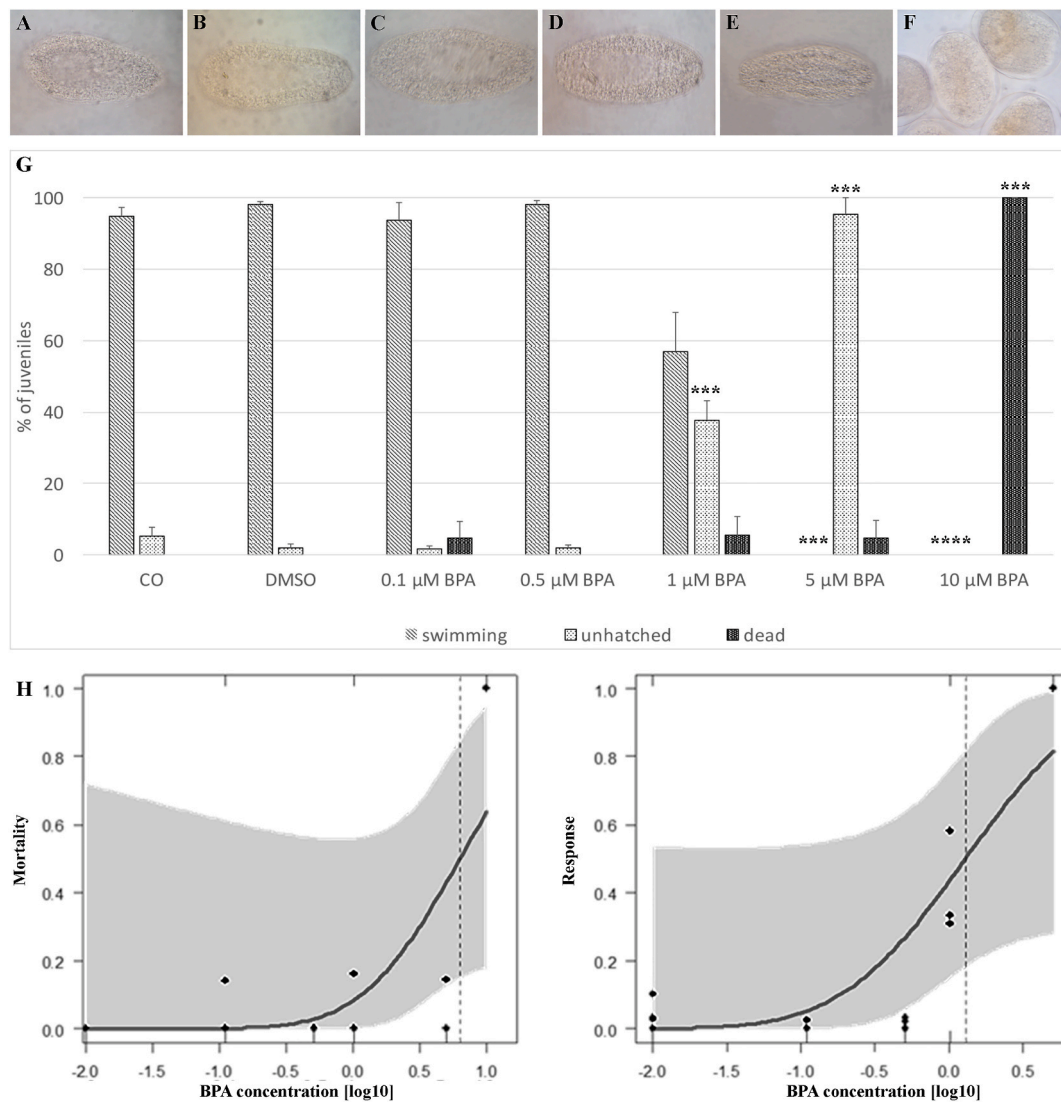 A B C D E F
G
100
80
60
40
20
0
% of juveniles
***
***
***
***
****
CO DMSO 0.1 µM BPA 0.5 µM BPA 1 µM BPA 5 µM BPA 10 µM BPA
swimming unhatched dead
H
1.0
0.8
0.6
0.4
0.2
0.0
Mortality
-2.0 -1.5 -1.0 -0.5 0.0 0.5 1.0
BPA concentration [log10]
1.0
0.8
0.6
0.4
0.2
0.0
Response
-2.0 -1.5 -1.0 -0.5 0.0 0.5
BPA concentration [log10]